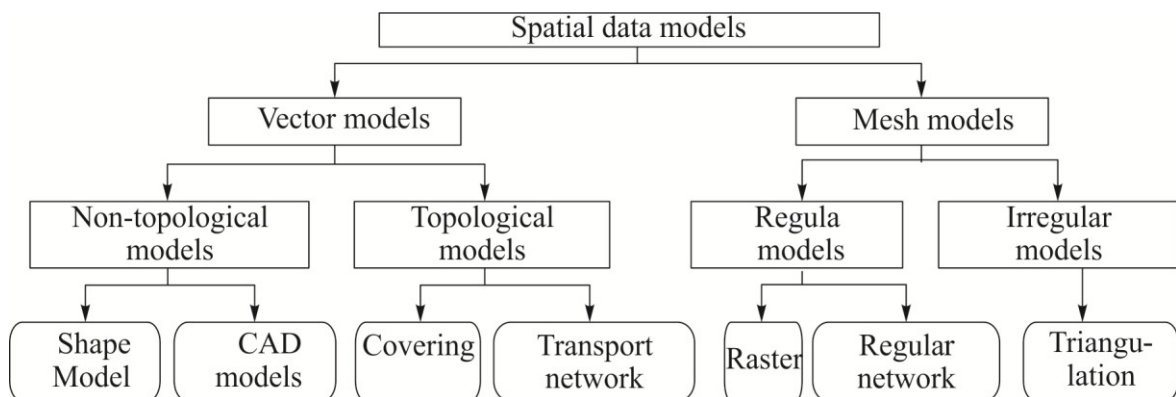 Spatial data models
Vector models
Mesh models
Non-topological
models
Topological
models
Regula
models
Irregular
models
Shape
Model
CAD
models
Covering
Transport
network
Raster
Regular
network
Triangu-
lation